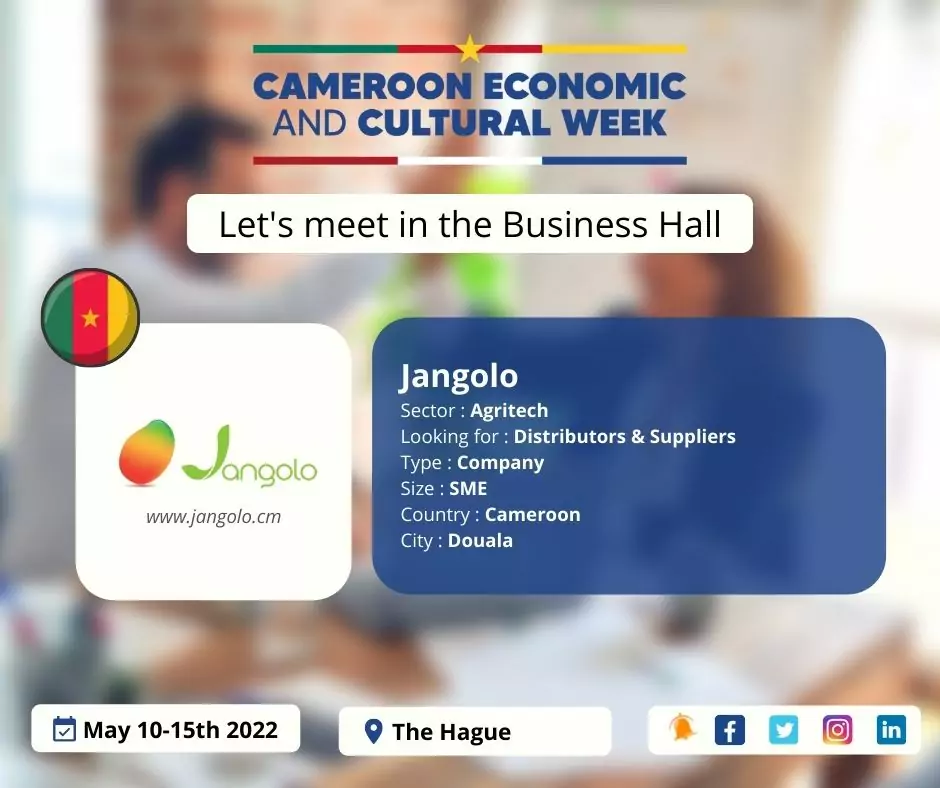 CAMEROON ECONOMIC
AND CULTURAL WEEK
Let's meet in the Business Hall
Jangolo
www.jangolo.cm
Jangolo
Sector : Agritech
Looking for : Distributors & Suppliers
Type : Company
Size : SME
Country : Cameroon
City : Douala
May 10-15th 2022
The Hague